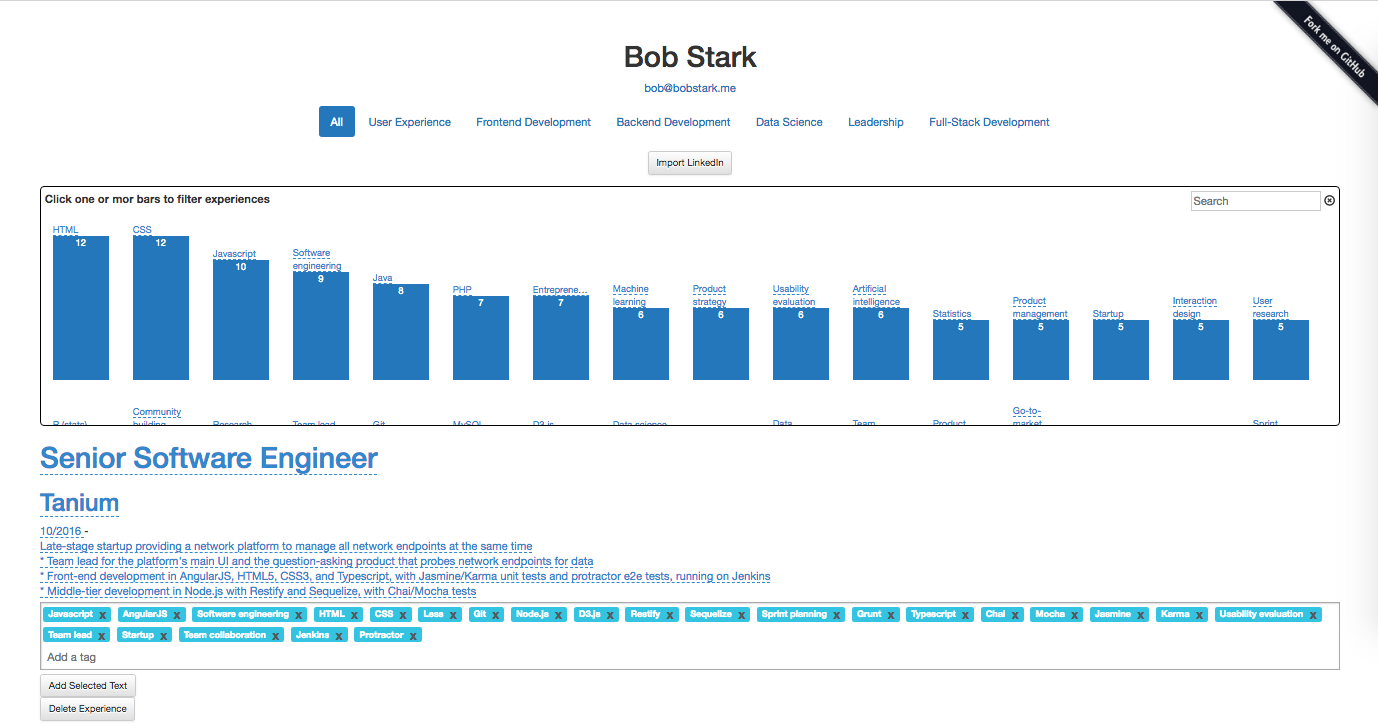 Fork me on GitHub
Bob Stark
bob@bobstark.me
All User Experience Frontend Development Backend Development Data Science Leadership Full-Stack Development
Import LinkedIn
Click one or mor bars to filter experiences
Search
HTML
12
CSS
12
Javascript
10
Software
engineering
9
Java
8
PHP
7
Entreprene...
7
Machine
learning
6
Product
strategy
6
Usability
evaluation
6
Artificial
intelligence
6
Statistics
5
Product
management
5
Startup
5
Interaction
design
5
User
research
5
R (stats)
Community
building
Research
Team lead
Git
MySQL
D3.js
Data science
Data
Team
Product
Go-to-
market
Sprint
Senior Software Engineer
Tanium
10/2016 -
Late-stage startup providing a network platform to manage all network endpoints at the same time
* Team lead for the platform's main UI and the question-asking product that probes network endpoints for data
* Front-end development in AngularJS, HTML5, CSS3, and Typescript, with Jasmine/Karma unit tests and protractor e2e tests, running on Jenkins
* Middle-tier development in Node.js with Restify and Sequelize, with Chai/Mocha tests
Javascript x AngularJS x Software engineering x HTML x CSS x Less x Git x Node.js x D3.js x Restify x Sequelize x Sprint planning x Grunt x Typescript x Chai x Mocha x Jasmine x Karma x Usability evaluation x
Team lead x Startup x Team collaboration x Jenkins x Protractor x
Add a tag
Add Selected Text
Delete Experience